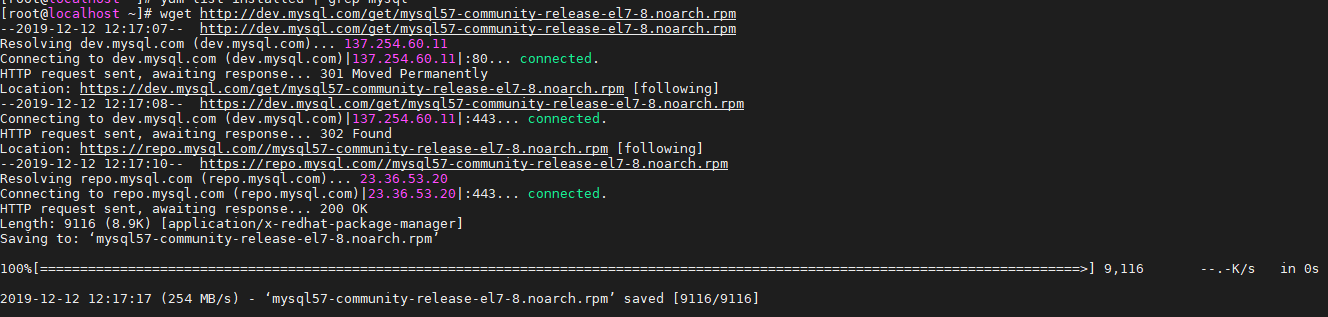 [root@localhost ~]# yum list installed | grep mysql
[root@localhost ~]# wget http://dev.mysql.com/get/mysql57-community-release-el7-8.noarch.rpm
--2019-12-12 12:17:07--  http://dev.mysql.com/get/mysql57-community-release-el7-8.noarch.rpm
Resolving dev.mysql.com (dev.mysql.com)... 137.254.60.11
Connecting to dev.mysql.com (dev.mysql.com)|137.254.60.11|:80... connected.
HTTP request sent, awaiting response... 301 Moved Permanently
Location: https://dev.mysql.com/get/mysql57-community-release-el7-8.noarch.rpm [following]
--2019-12-12 12:17:08--  https://dev.mysql.com/get/mysql57-community-release-el7-8.noarch.rpm
Connecting to dev.mysql.com (dev.mysql.com)|137.254.60.11|:443... connected.
HTTP request sent, awaiting response... 302 Found
Location: https://repo.mysql.com//mysql57-community-release-el7-8.noarch.rpm [following]
--2019-12-12 12:17:10--  https://repo.mysql.com//mysql57-community-release-el7-8.noarch.rpm
Resolving repo.mysql.com (repo.mysql.com)... 23.36.53.20
Connecting to repo.mysql.com (repo.mysql.com)|23.36.53.20|:443... connected.
HTTP request sent, awaiting response... 200 OK
Length: 9116 (8.9K) [application/x-redhat-package-manager]
Saving to: ‘mysql57-community-release-el7-8.noarch.rpm’
100%[==================================================================================================================================>] 9,116       --.-K/s   in 0s
2019-12-12 12:17:17 (254 MB/s) - ‘mysql57-community-release-el7-8.noarch.rpm’ saved [9116/9116]